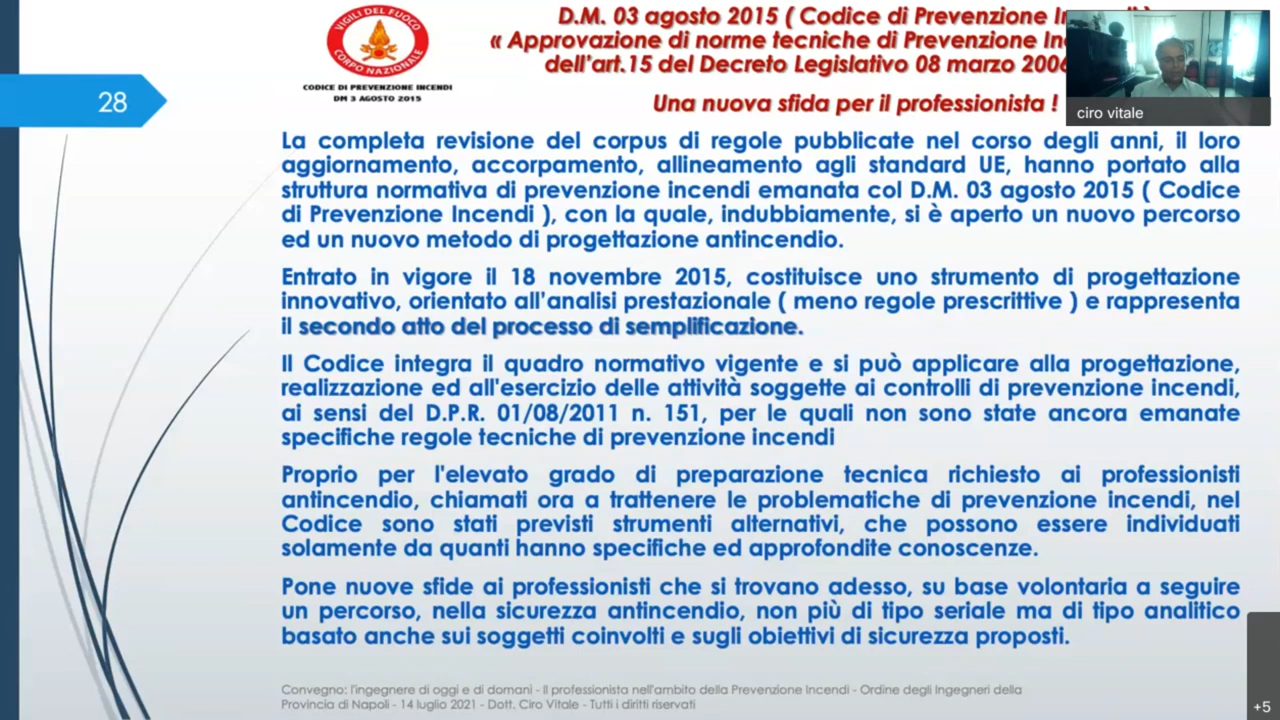 VIGILI DEL FUOCO
CORPO NAZIONALE
CODICE DI PREVENZIONE INCENDI
DM 3 AGOSTO 2015
28
D.M. 03 agosto 2015 ( Codice di Prevenzione
« Approvazione di norme tecniche di Prevenzione
dell'art.15 del Decreto Legislativo 08 marzo 2006
Una nuova sfida per il professionista !
ciro vitale
La completa revisione del corpus di regole pubblicate nel corso degli anni, il loro
aggiornamento, accorpamento, allineamento agli standard UE, hanno portato alla
struttura normativa di prevenzione incendi emanata col D.M. 03 agosto 2015 ( Codice
di Prevenzione Incendi ), con la quale, indubbiamente, si è aperto un nuovo percorso
ed un nuovo metodo di progettazione antincendio.
Entrato in vigore il 18 novembre 2015, costituisce uno strumento di progettazione
innovativo, orientato all'analisi prestazionale ( meno regole prescrittive ) e rappresenta
il secondo atto del processo di semplificazione.
Il Codice integra il quadro normativo vigente e si può applicare alla progettazione,
realizzazione ed all'esercizio delle attività soggette ai controlli di prevenzione incendi,
ai sensi del D.P.R. 01/08/2011 n. 151, per le quali non sono state ancora emanate
specifiche regole tecniche di prevenzione incendi
Proprio per l'elevato grado di preparazione tecnica richiesto ai professionisti
antincendio, chiamati ora a trattenere le problematiche di prevenzione incendi, nel
Codice sono stati previsti strumenti alternativi, che possono essere individuati
solamente da quanti hanno specifiche ed approfondite conoscenze.
Pone nuove sfide ai professionisti che si trovano adesso, su base volontaria a seguire
un percorso, nella sicurezza antincendio, non più di tipo seriale ma di tipo analitico
basato anche sui soggetti coinvolti e sugli obiettivi di sicurezza proposti.
Convegno: l'ingegnere di oggi e di domani - Il professionista nell'ambito della Prevenzione Incendi - Ordine degli Ingegneri della
Provincia di Napoli - 14 luglio 2021 - Dott. Ciro Vitale - Tutti i diritti riservati
+5